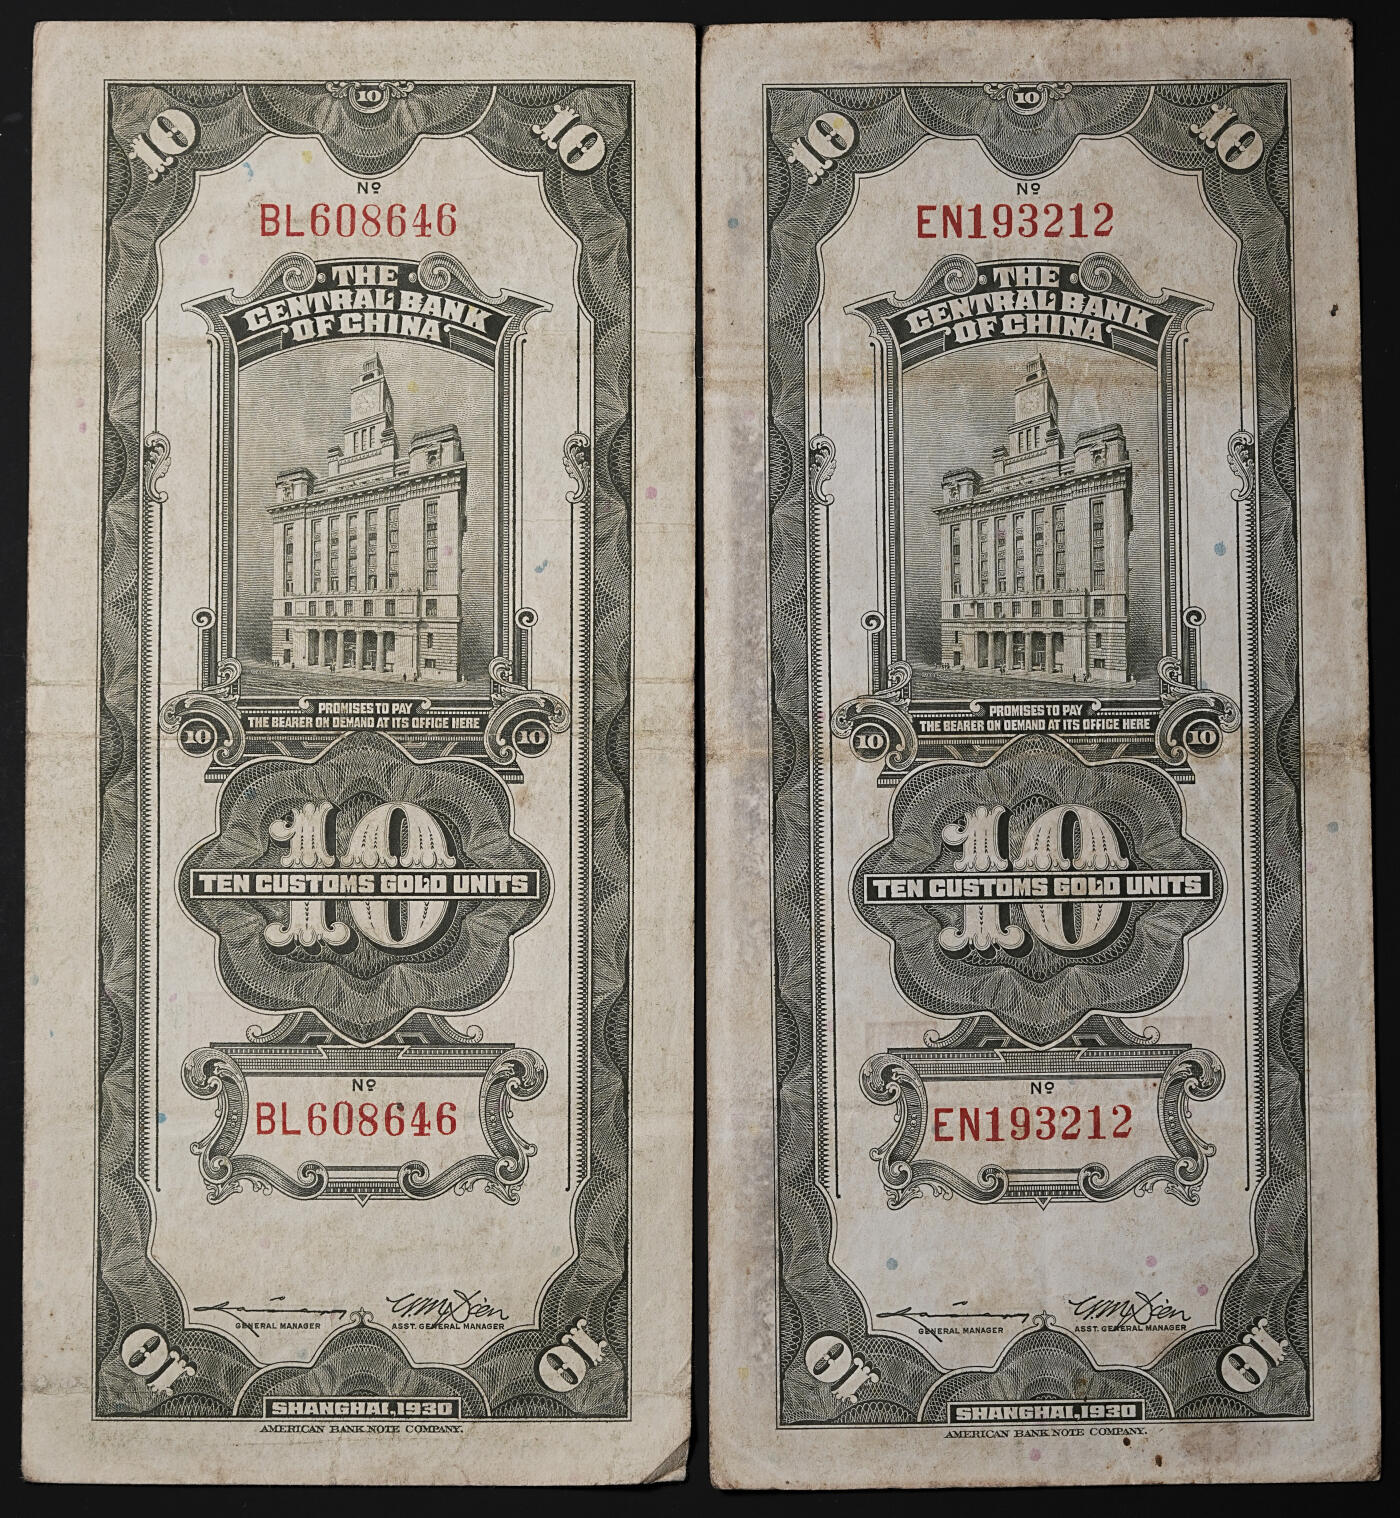 10
10
10
Nº
BL608646
THE
CENTRAL BANK
OF CHINA
PROMISES TO PAY
THE BEARER ON DEMAND AT ITS OFFICE HERE
10
10
10
TEN CUSTOMS GOLD UNITS
Nº
BL608646
GENERAL MANAGER
ASST. GENERAL MANAGER
10
10
SHANGHAI, 1930
AMERICAN BANK NOTE COMPANY.
10
10
10
Nº
EN193212
THE
CENTRAL BANK
OF CHINA
PROMISES TO PAY
THE BEARER ON DEMAND AT ITS OFFICE HERE
10
10
10
TEN CUSTOMS GOLD UNITS
Nº
EN193212
GENERAL MANAGER
ASST. GENERAL MANAGER
10
10
SHANGHAI, 1930
AMERICAN BANK NOTE COMPANY.